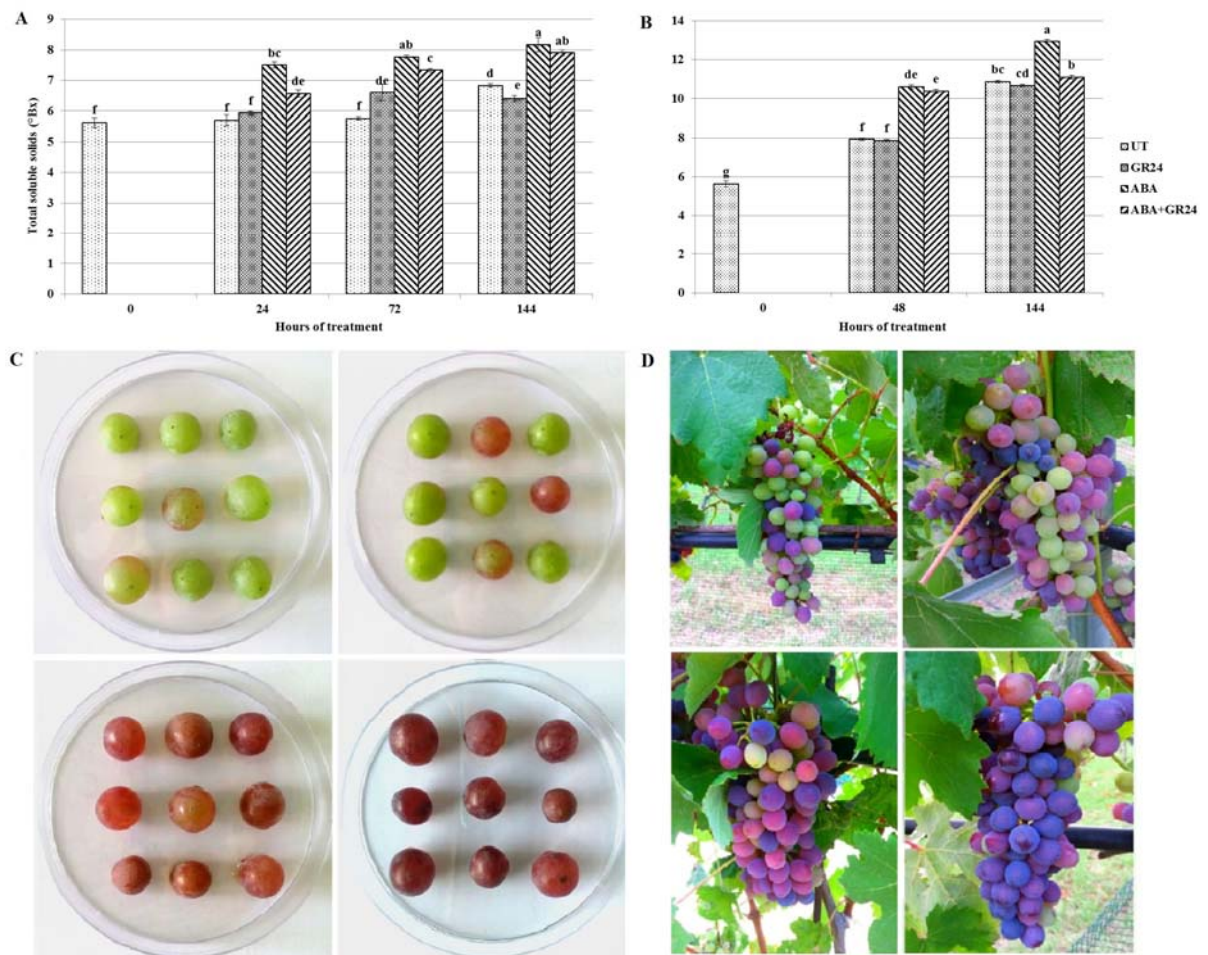 A
9
8
7
6
5
4
3
2
1
0
Total soluble solids (°Bx)
f
f
f
bc
de
f
de
ab
c
d
e
a
ab
0
24
72
144
Hours of treatment
B
14
12
10
8
6
4
2
0
g
f
f
de
e
bc
cd
a
b
0
48
144
Hours of treatment
UT
GR24
ABA
ABA+GR24
C
D